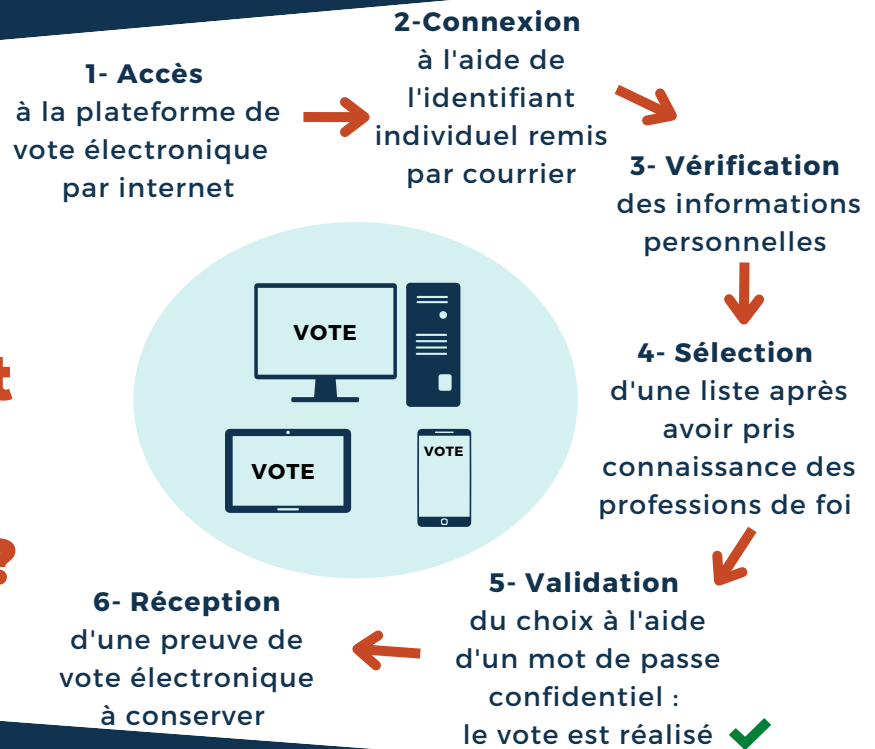 1- Accès
à la plateforme de
vote électronique
par internet
2-Connexion
à l'aide de
l'identifiant
individuel remis
par courrier
3- Vérification
des informations
personnelles
4- Sélection
d'une liste après
avoir pris
connaissance des
professions de foi
5- Validation
du choix à l'aide
d'un mot de passe
confidentiel :
le vote est réalisé
6- Réception
d'une preuve de
vote électronique
à conserver
VOTE
VOTE
VOTE
t
?